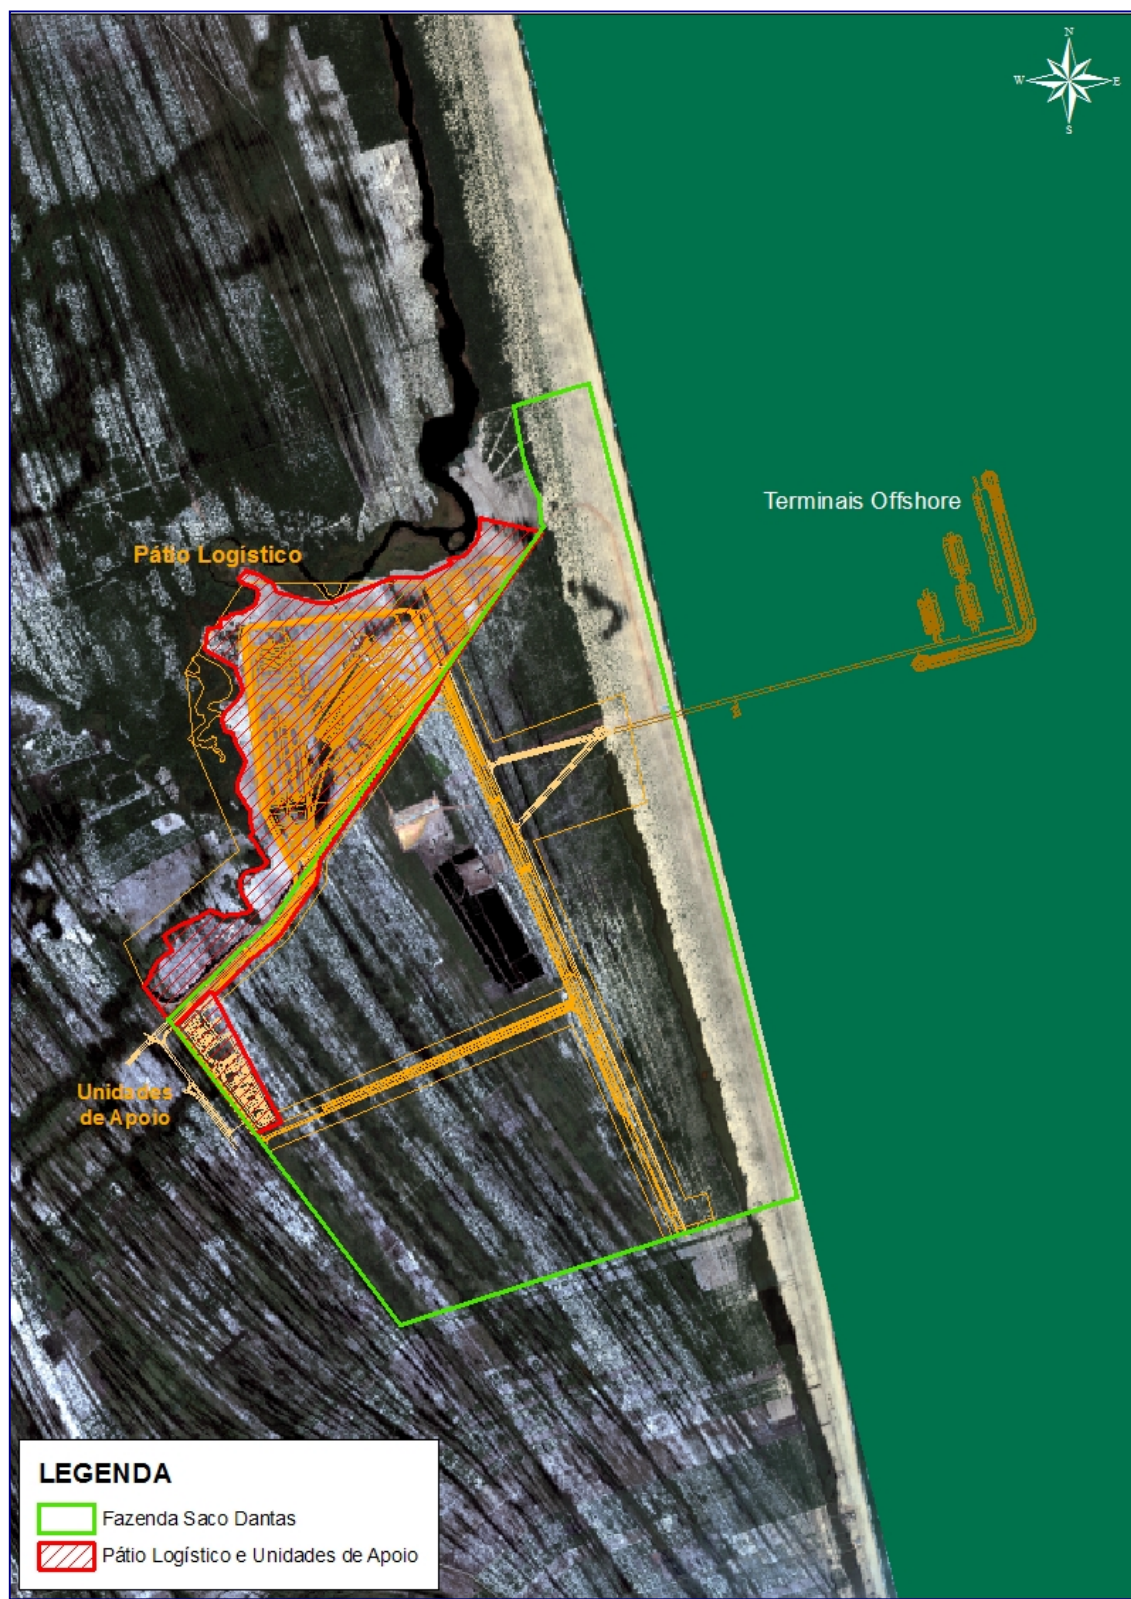 N
W E
S
Terminais Offshore
Pátio Logístico
Unidades
de Apoio
LEGENDA
Fazenda Saco Dantas
Pátio Logístico e Unidades de Apoio